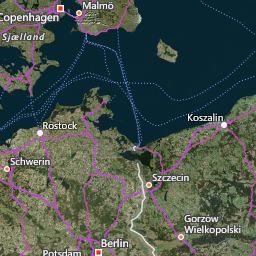 Malmö
Copenhagen
Sjælland
Koszalin
Rostock
Schwerin
Szczecin
Gorzów
Wielkopolski
Berlin
Potsdam